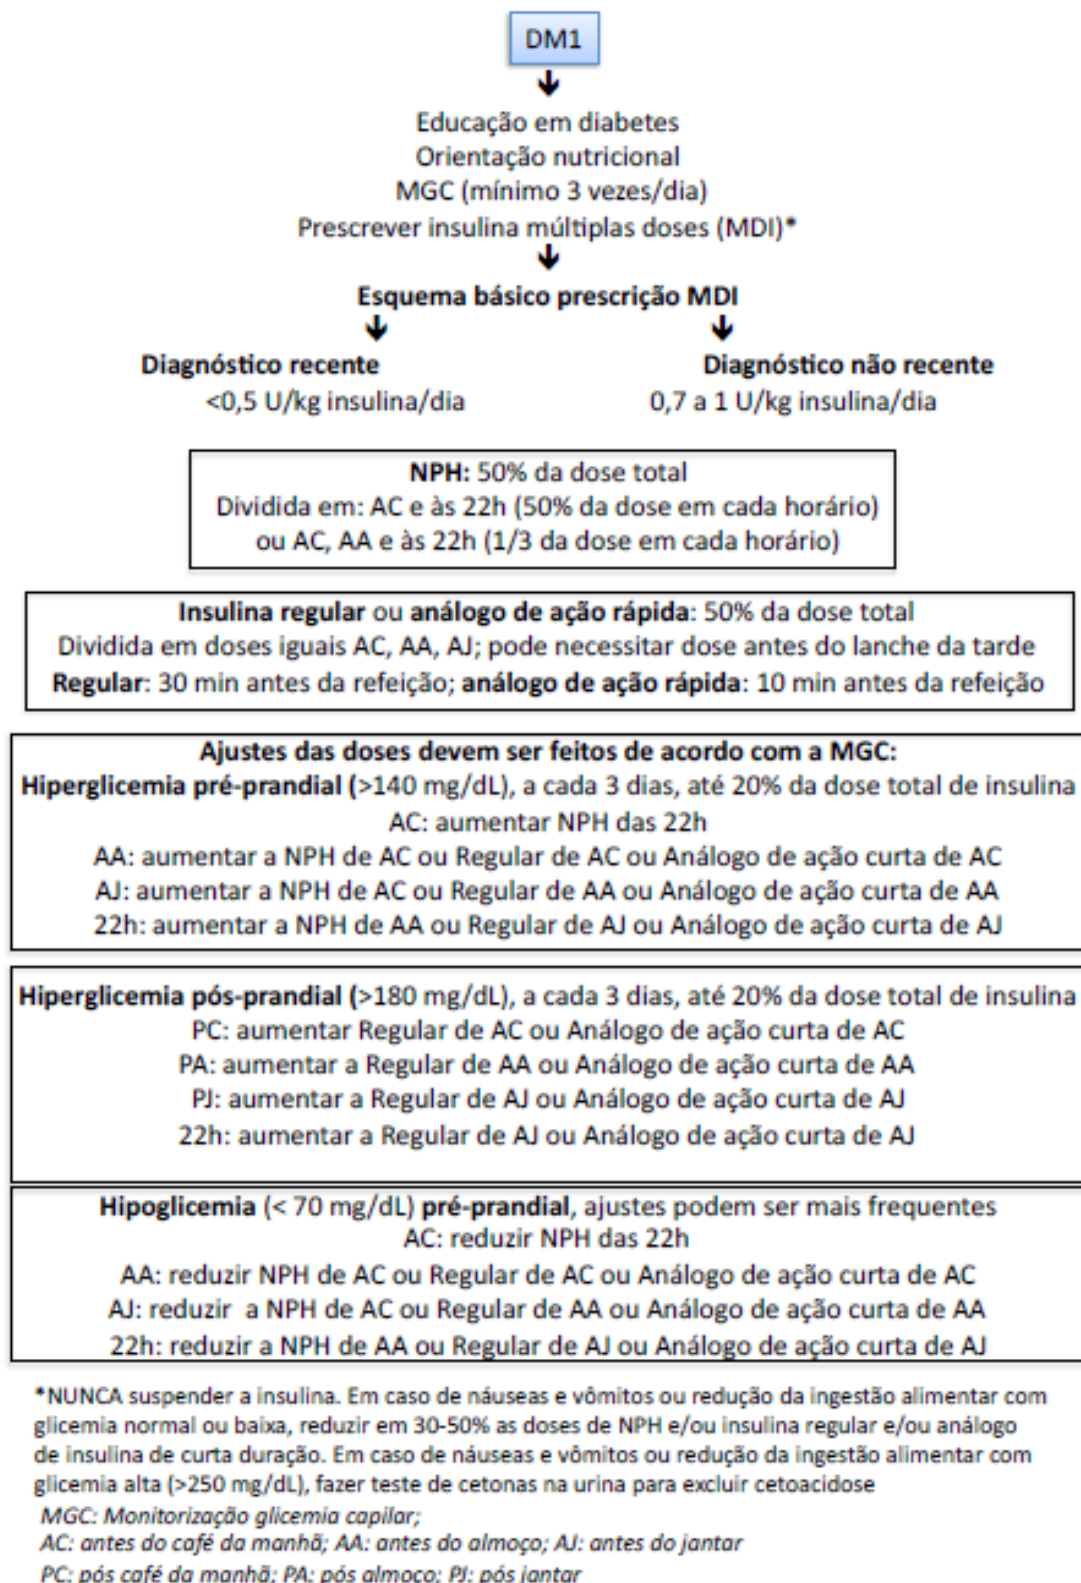 DM1
Educação em diabetes
Orientação nutricional
MGC (mínimo 3 vezes/dia)
Prescrever insulina múltiplas doses (MDI)*
Esquema básico prescrição MDI
Diagnóstico recente
<0,5 U/kg insulina/dia
Diagnóstico não recente
0,7 a 1 U/kg insulina/dia
NPH: 50% da dose total
Dividida em: AC e às 22h (50% da dose em cada horário)
ou AC, AA e às 22h (1/3 da dose em cada horário)
Insulina regular ou análogo de ação rápida: 50% da dose total
Dividida em doses iguais AC, AA, AJ; pode necessitar dose antes do lanche da tarde
Regular: 30 min antes da refeição; análogo de ação rápida: 10 min antes da refeição
Ajustes das doses devem ser feitos de acordo com a MGC:
Hiperglicemia pré-prandial (>140 mg/dL), a cada 3 dias, até 20% da dose total de insulina
AC: aumentar NPH das 22h
AA: aumentar a NPH de AC ou Regular de AC ou Análogo de ação curta de AC
AJ: aumentar a NPH de AC ou Regular de AA ou Análogo de ação curta de AA
22h: aumentar a NPH de AA ou Regular de AJ ou Análogo de ação curta de AJ
Hiperglicemia pós-prandial (>180 mg/dL), a cada 3 dias, até 20% da dose total de insulina
PC: aumentar Regular de AC ou Análogo de ação curta de AC
PA: aumentar a Regular de AA ou Análogo de ação curta de AA
PJ: aumentar a Regular de AJ ou Análogo de ação curta de AJ
22h: aumentar a Regular de AJ ou Análogo de ação curta de AJ
Hipoglicemia (< 70 mg/dL) pré-prandial, ajustes podem ser mais frequentes
AC: reduzir NPH das 22h
AA: reduzir NPH de AC ou Regular de AC ou Análogo de ação curta de AC
AJ: reduzir a NPH de AC ou Regular de AA ou Análogo de ação curta de AA
22h: reduzir a NPH de AA ou Regular de AJ ou Análogo de ação curta de AJ
*NUNCA suspender a insulina. Em caso de náuseas e vômitos ou redução da ingestão alimentar com
glicemia normal ou baixa, reduzir em 30-50% as doses de NPH e/ou insulina regular e/ou análogo
de insulina de curta duração. Em caso de náuseas e vômitos ou redução da ingestão alimentar com
glicemia alta (>250 mg/dL), fazer teste de cetonas na urina para excluir cetoacidose
MGC: Monitorização glicemia capilar;
AC: antes do café da manhã; AA: antes do almoço; AJ: antes do jantar
PC: pós café da manhã; PA: pós almoço; PJ: pós jantar